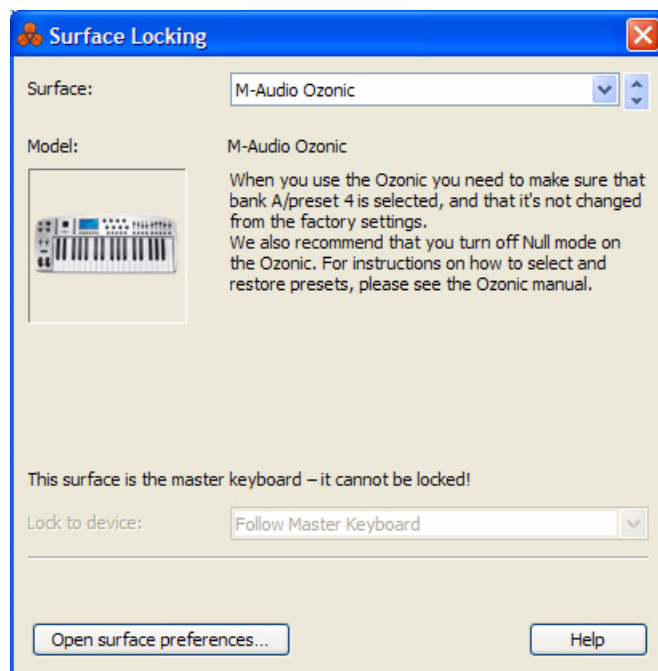 Surface Locking
Surface: M-Audio Ozonic
Model: M-Audio Ozonic
When you use the Ozonic you need to make sure that
bank A/preset 4 is selected, and that it's not changed
from the factory settings.
We also recommend that you turn off Null mode on
the Ozonic. For instructions on how to select and
restore presets, please see the Ozonic manual.
This surface is the master keyboard – it cannot be locked!
Lock to device: Follow Master Keyboard
Open surface preferences... Help